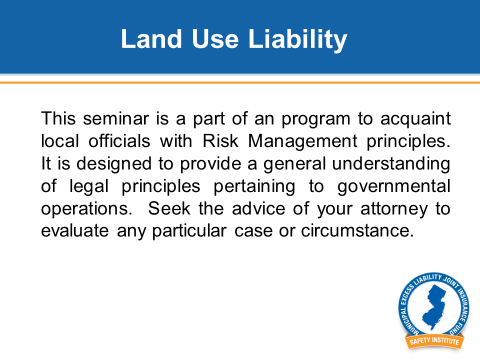 Land Use Liability
This seminar is a part of an program to acquaint
local officials with Risk Management principles.
It is designed to provide a general understanding
of legal principles pertaining to governmental
operations.  Seek the advice of your attorney to
evaluate any particular case or circumstance.
MUNICIPAL EXCESS LIABILITY JOINT INSURANCE FUND
SAFETY INSTITUTE